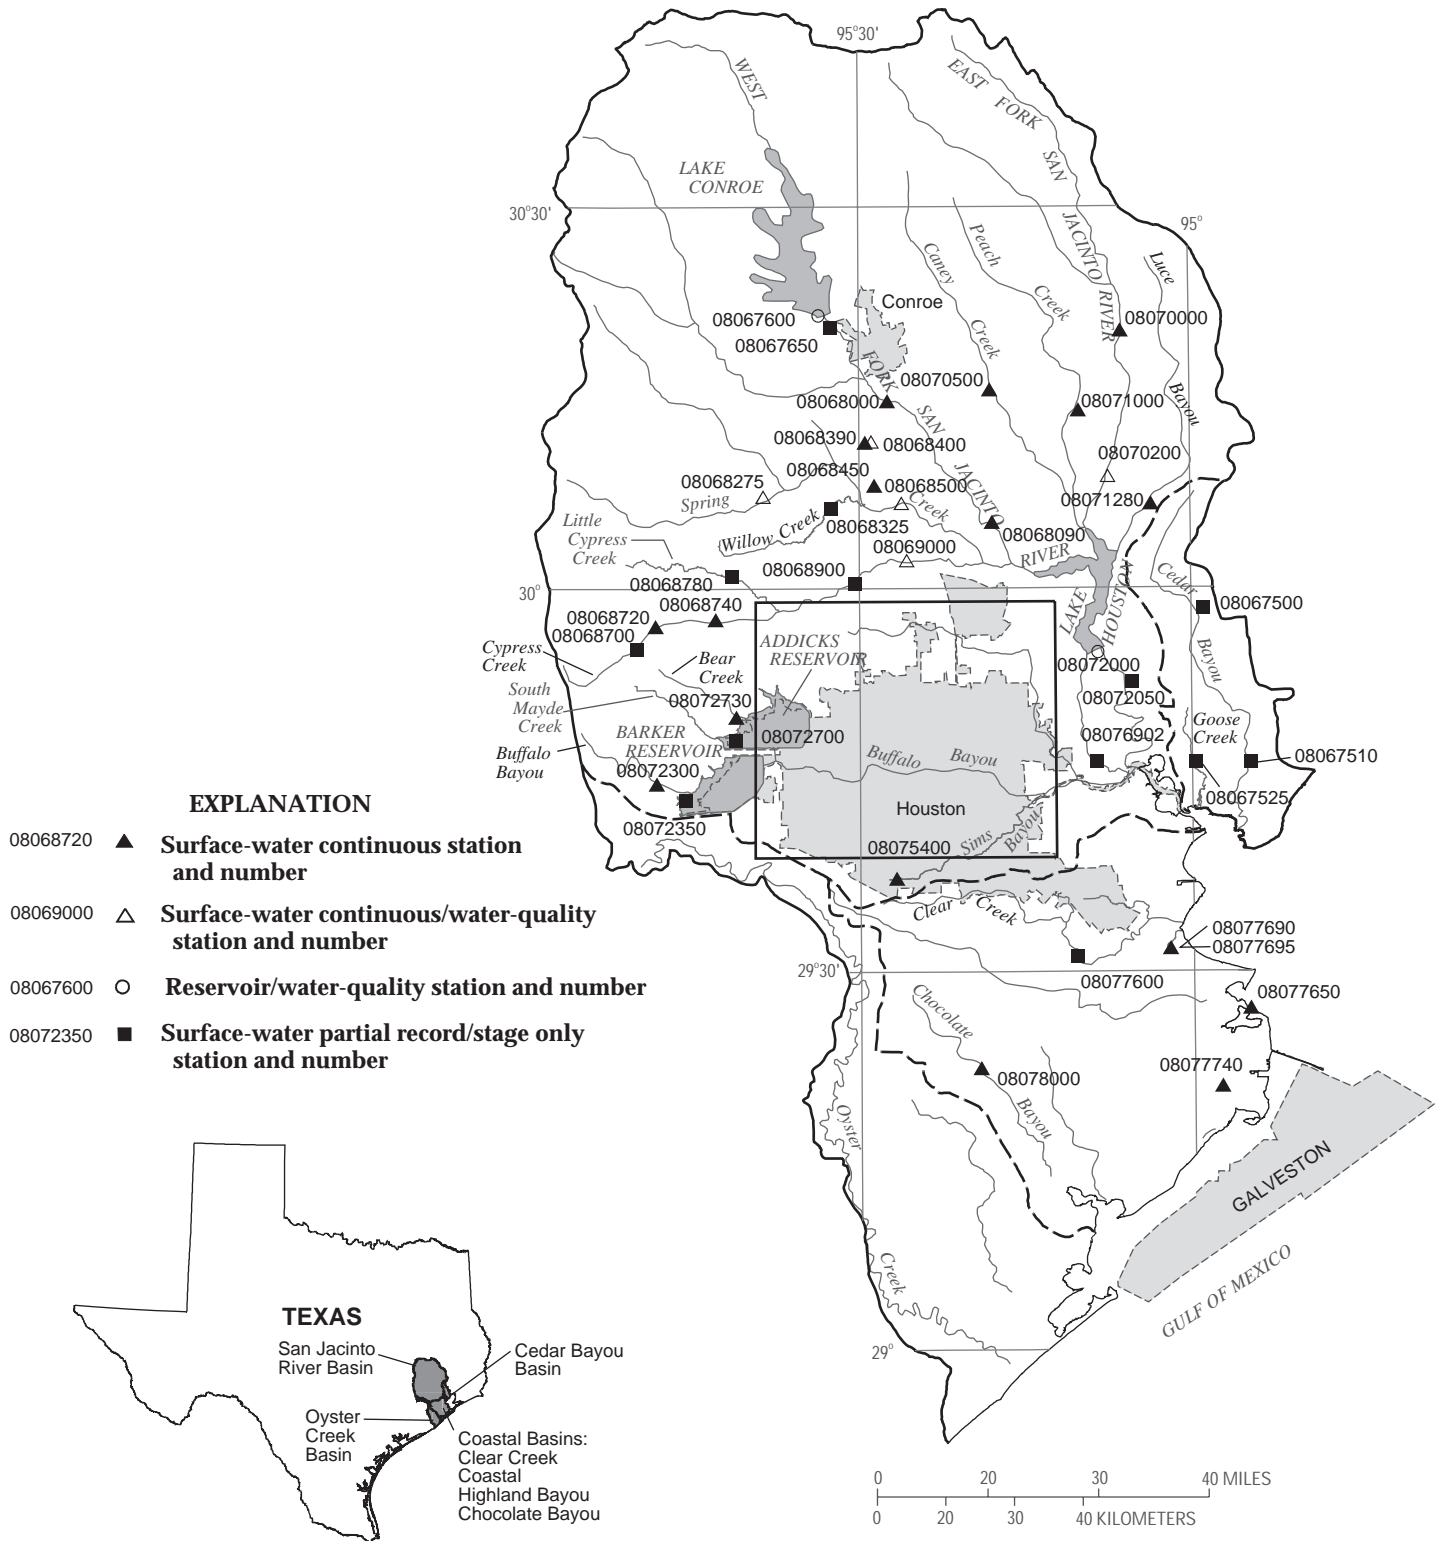 95°30'
WEST
EAST FORK SAN JACINTO RIVER
LAKE
CONROE
30°30'
95°
Luce Bayou
Peach Creek
Caney Creek
Conroe
08067600
08067650
08070000
FORK SAN JACINTO RIVER
08070500
08068000
08071000
08068390
08068400
08070200
08068450
08068275
08068500
08071280
Spring Creek
Willow Creek
08068325
08068090
Little
Cypress
Creek
08069000
08068900
08068780
Cedar Bayou
30°
08068740
08067500
08068720
08068700
LAKE HOUSTON
Cypress
Creek
Bear
Creek
ADDICKS
RESERVOIR
08072000
08072050
South
Mayde
Creek
08072730
08072700
08076902
Goose
Creek
Buffalo
Bayou
BARKER
RESERVOIR
Buffalo Bayou
08067510
08072300
08067525
Houston
08072350
Sims Bayou
08075400
Clear Creek
08077690
08077695
29°30'
08077600
08077650
Chocolate Bayou
08077740
08078000
Oyster Creek
GALVESTON
GULF OF MEXICO
29°
EXPLANATION
08068720 Surface-water continuous station
and number
08069000 Surface-water continuous/water-quality
station and number
08067600 Reservoir/water-quality station and number
08072350 Surface-water partial record/stage only
station and number
TEXAS
San Jacinto
River Basin
Cedar Bayou
Basin
Oyster
Creek
Basin
Coastal Basins:
Clear Creek
Coastal
Highland Bayou
Chocolate Bayou
0 20 30 40 MILES
0 20 30 40 KILOMETERS